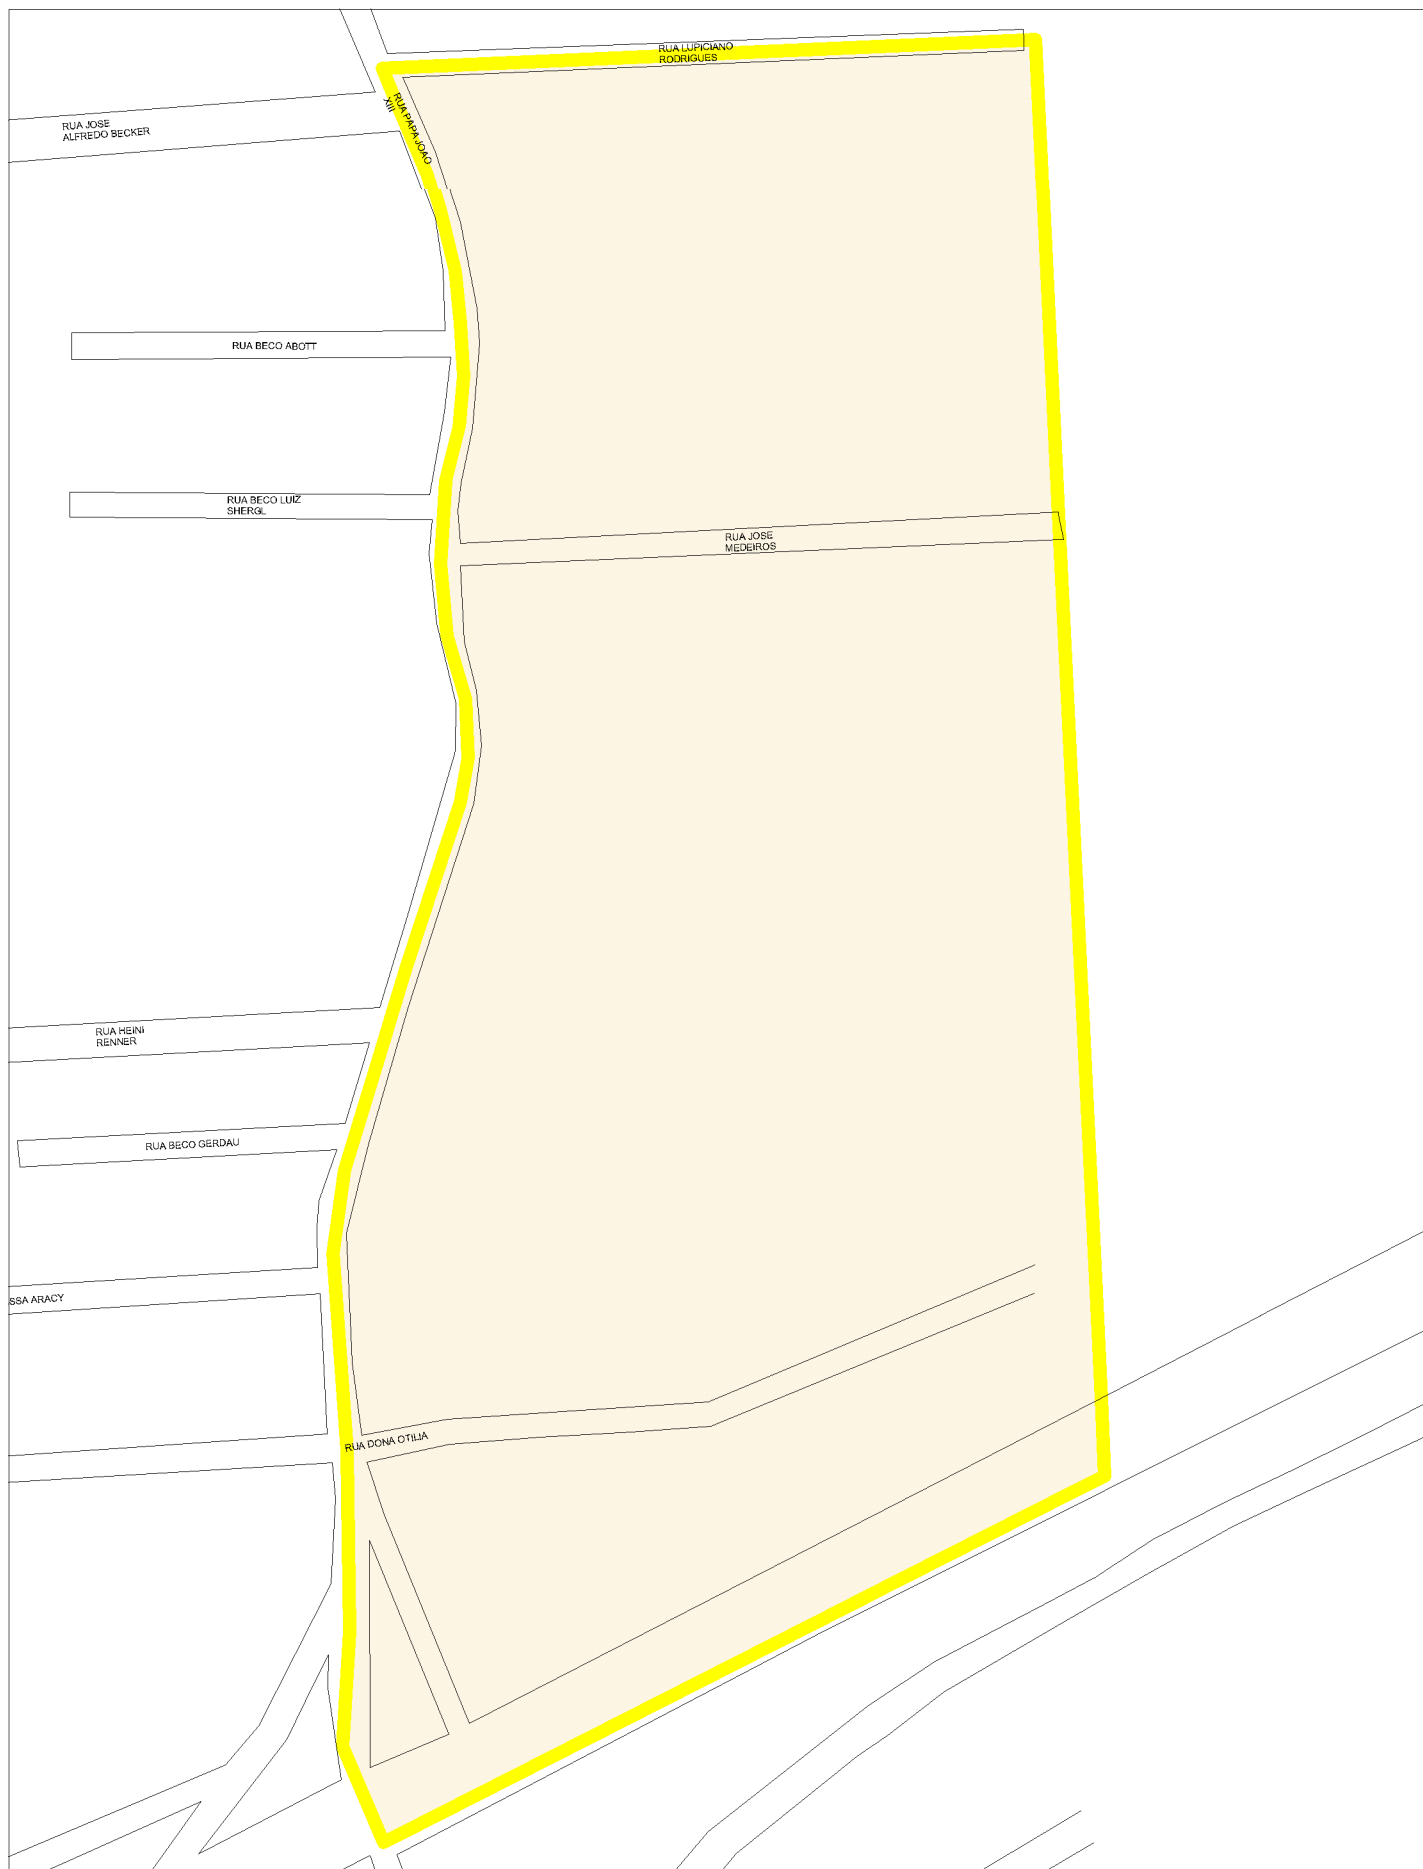 RUA LUPICIANO
RODRIGUES
RUA PAPA JOAO
XIII
RUA JOSE
ALFREDO BECKER
RUA BECO ABOTT
RUA BECO LUIZ
SHERGL
RUA JOSE
MEDEIROS
RUA HEINI
RENNER
RUA BECO GERDAU
SSA ARACY
RUA DONA OTILIA